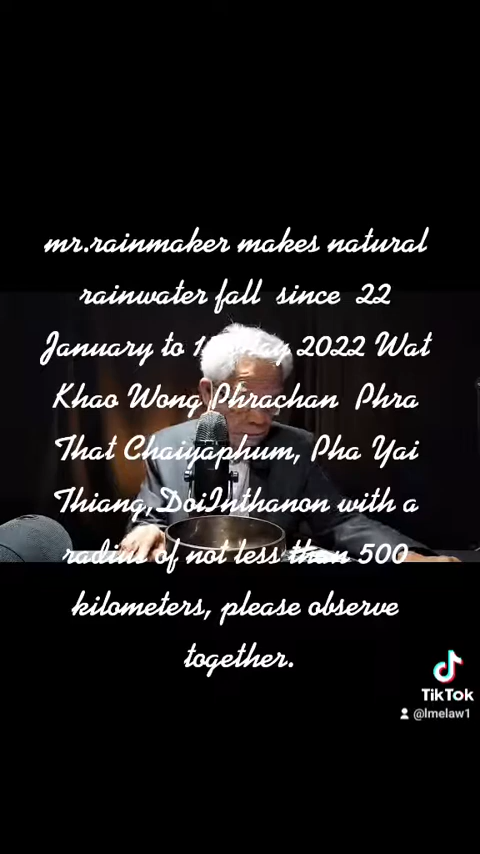 mr.rainmaker makes natural
rainwater fall since 22
January to May 2022 Wat
Khao Wong Phrachan Phra
That Chaiyaphum, Pha Yai
Thiang,DoiInthanon with a
radius of not less than 500
kilometers, please observe
together.
TikTok
@lmelaw1